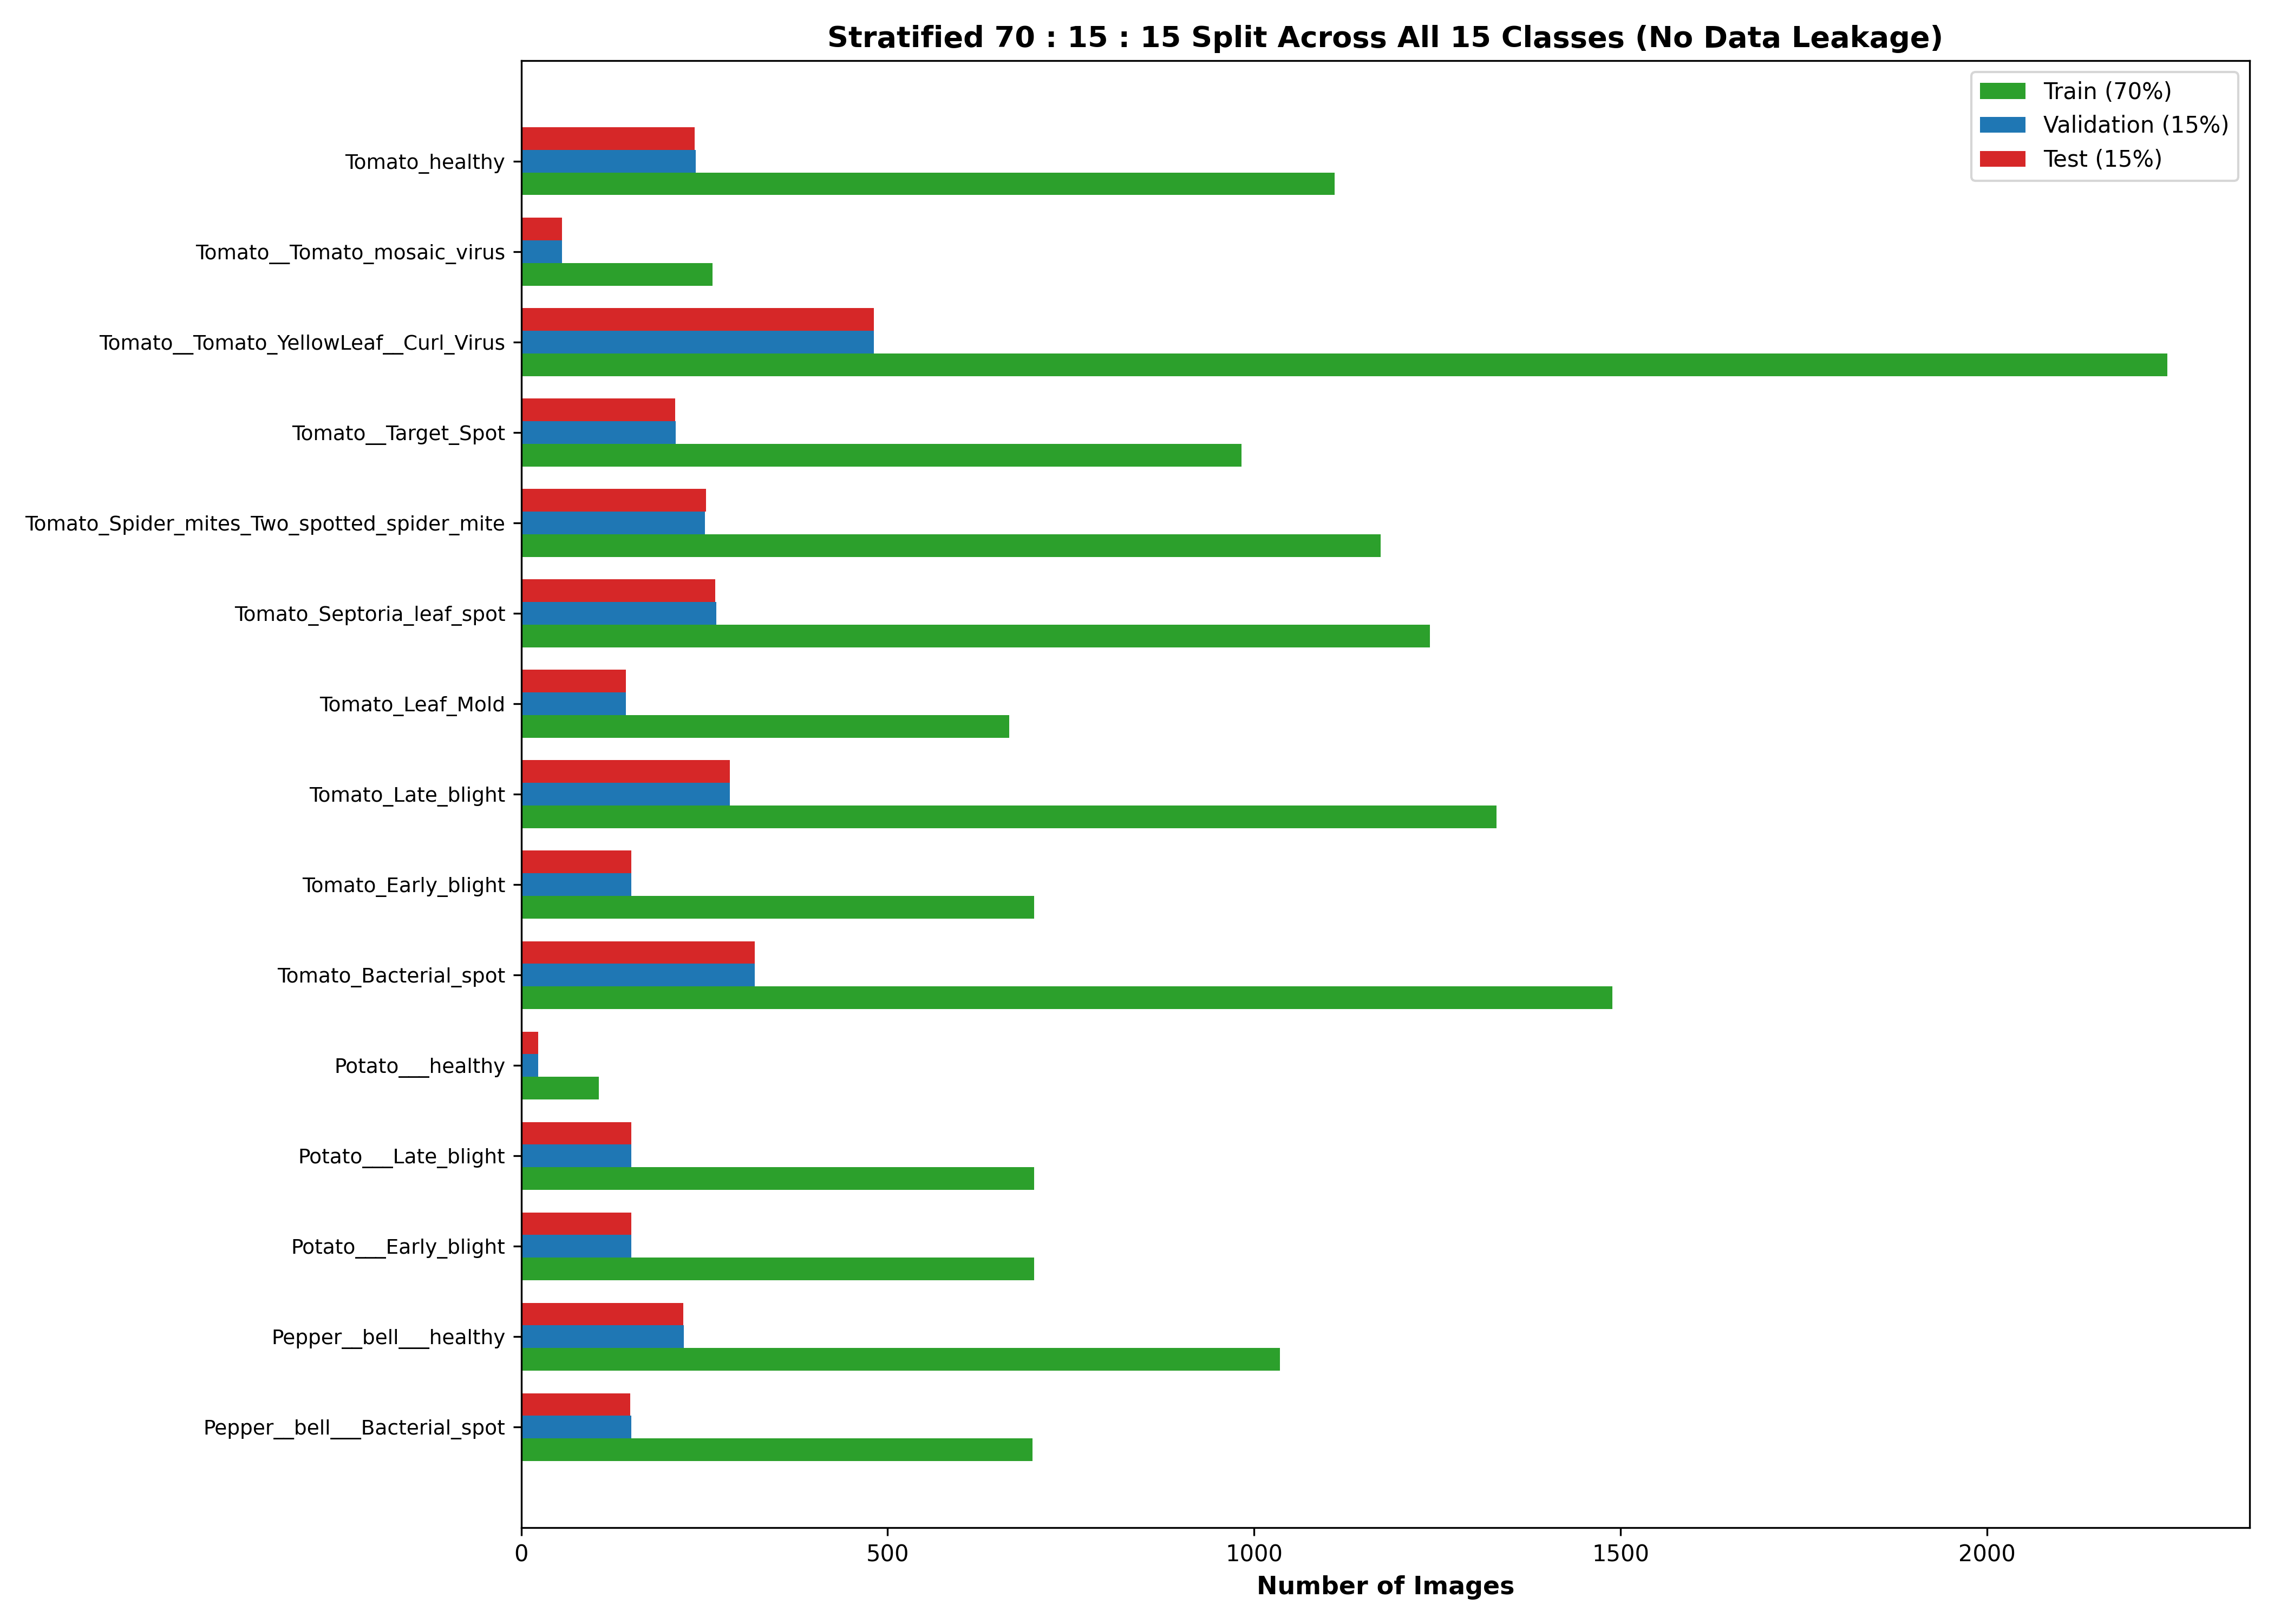 Stratified 70 : 15 : 15 Split Across All 15 Classes (No Data Leakage)
Train (70%)
Validation (15%)
Test (15%)
Tomato_healthy
Tomato__Tomato_mosaic_virus
Tomato__Tomato_YellowLeaf__Curl_Virus
Tomato__Target_Spot
Tomato_Spider_mites_Two_spotted_spider_mite
Tomato_Septoria_leaf_spot
Tomato_Leaf_Mold
Tomato_Late_blight
Tomato_Early_blight
Tomato_Bacterial_spot
Potato___healthy
Potato___Late_blight
Potato___Early_blight
Pepper__bell___healthy
Pepper__bell___Bacterial_spot
0 500 1000 1500 2000
Number of Images